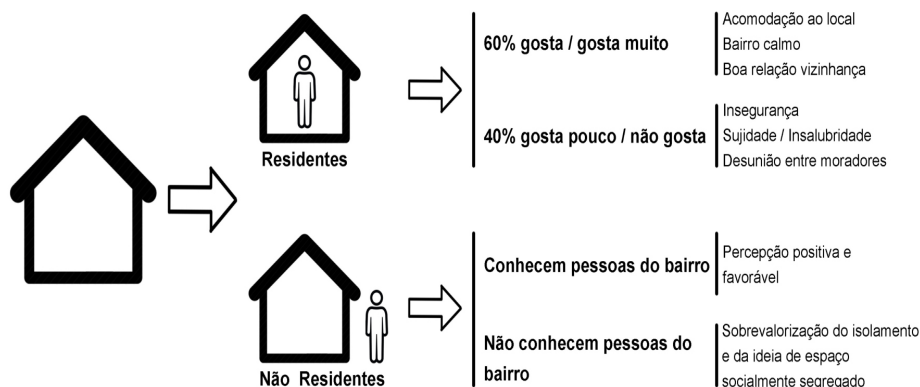 60% gosta / gosta muito
Acomodação ao local
Bairro calmo
Boa relação vizinhança
40% gosta pouco / não gosta
Insegurança
Sujidade / Insalubridade
Desunião entre moradores
Residentes
Conhecem pessoas do bairro
Percepção positiva e
favorável
Não conhecem pessoas do
bairro
Sobrevalorização do isolamento
e da ideia de espaço
socialmente segregado
Não Residentes